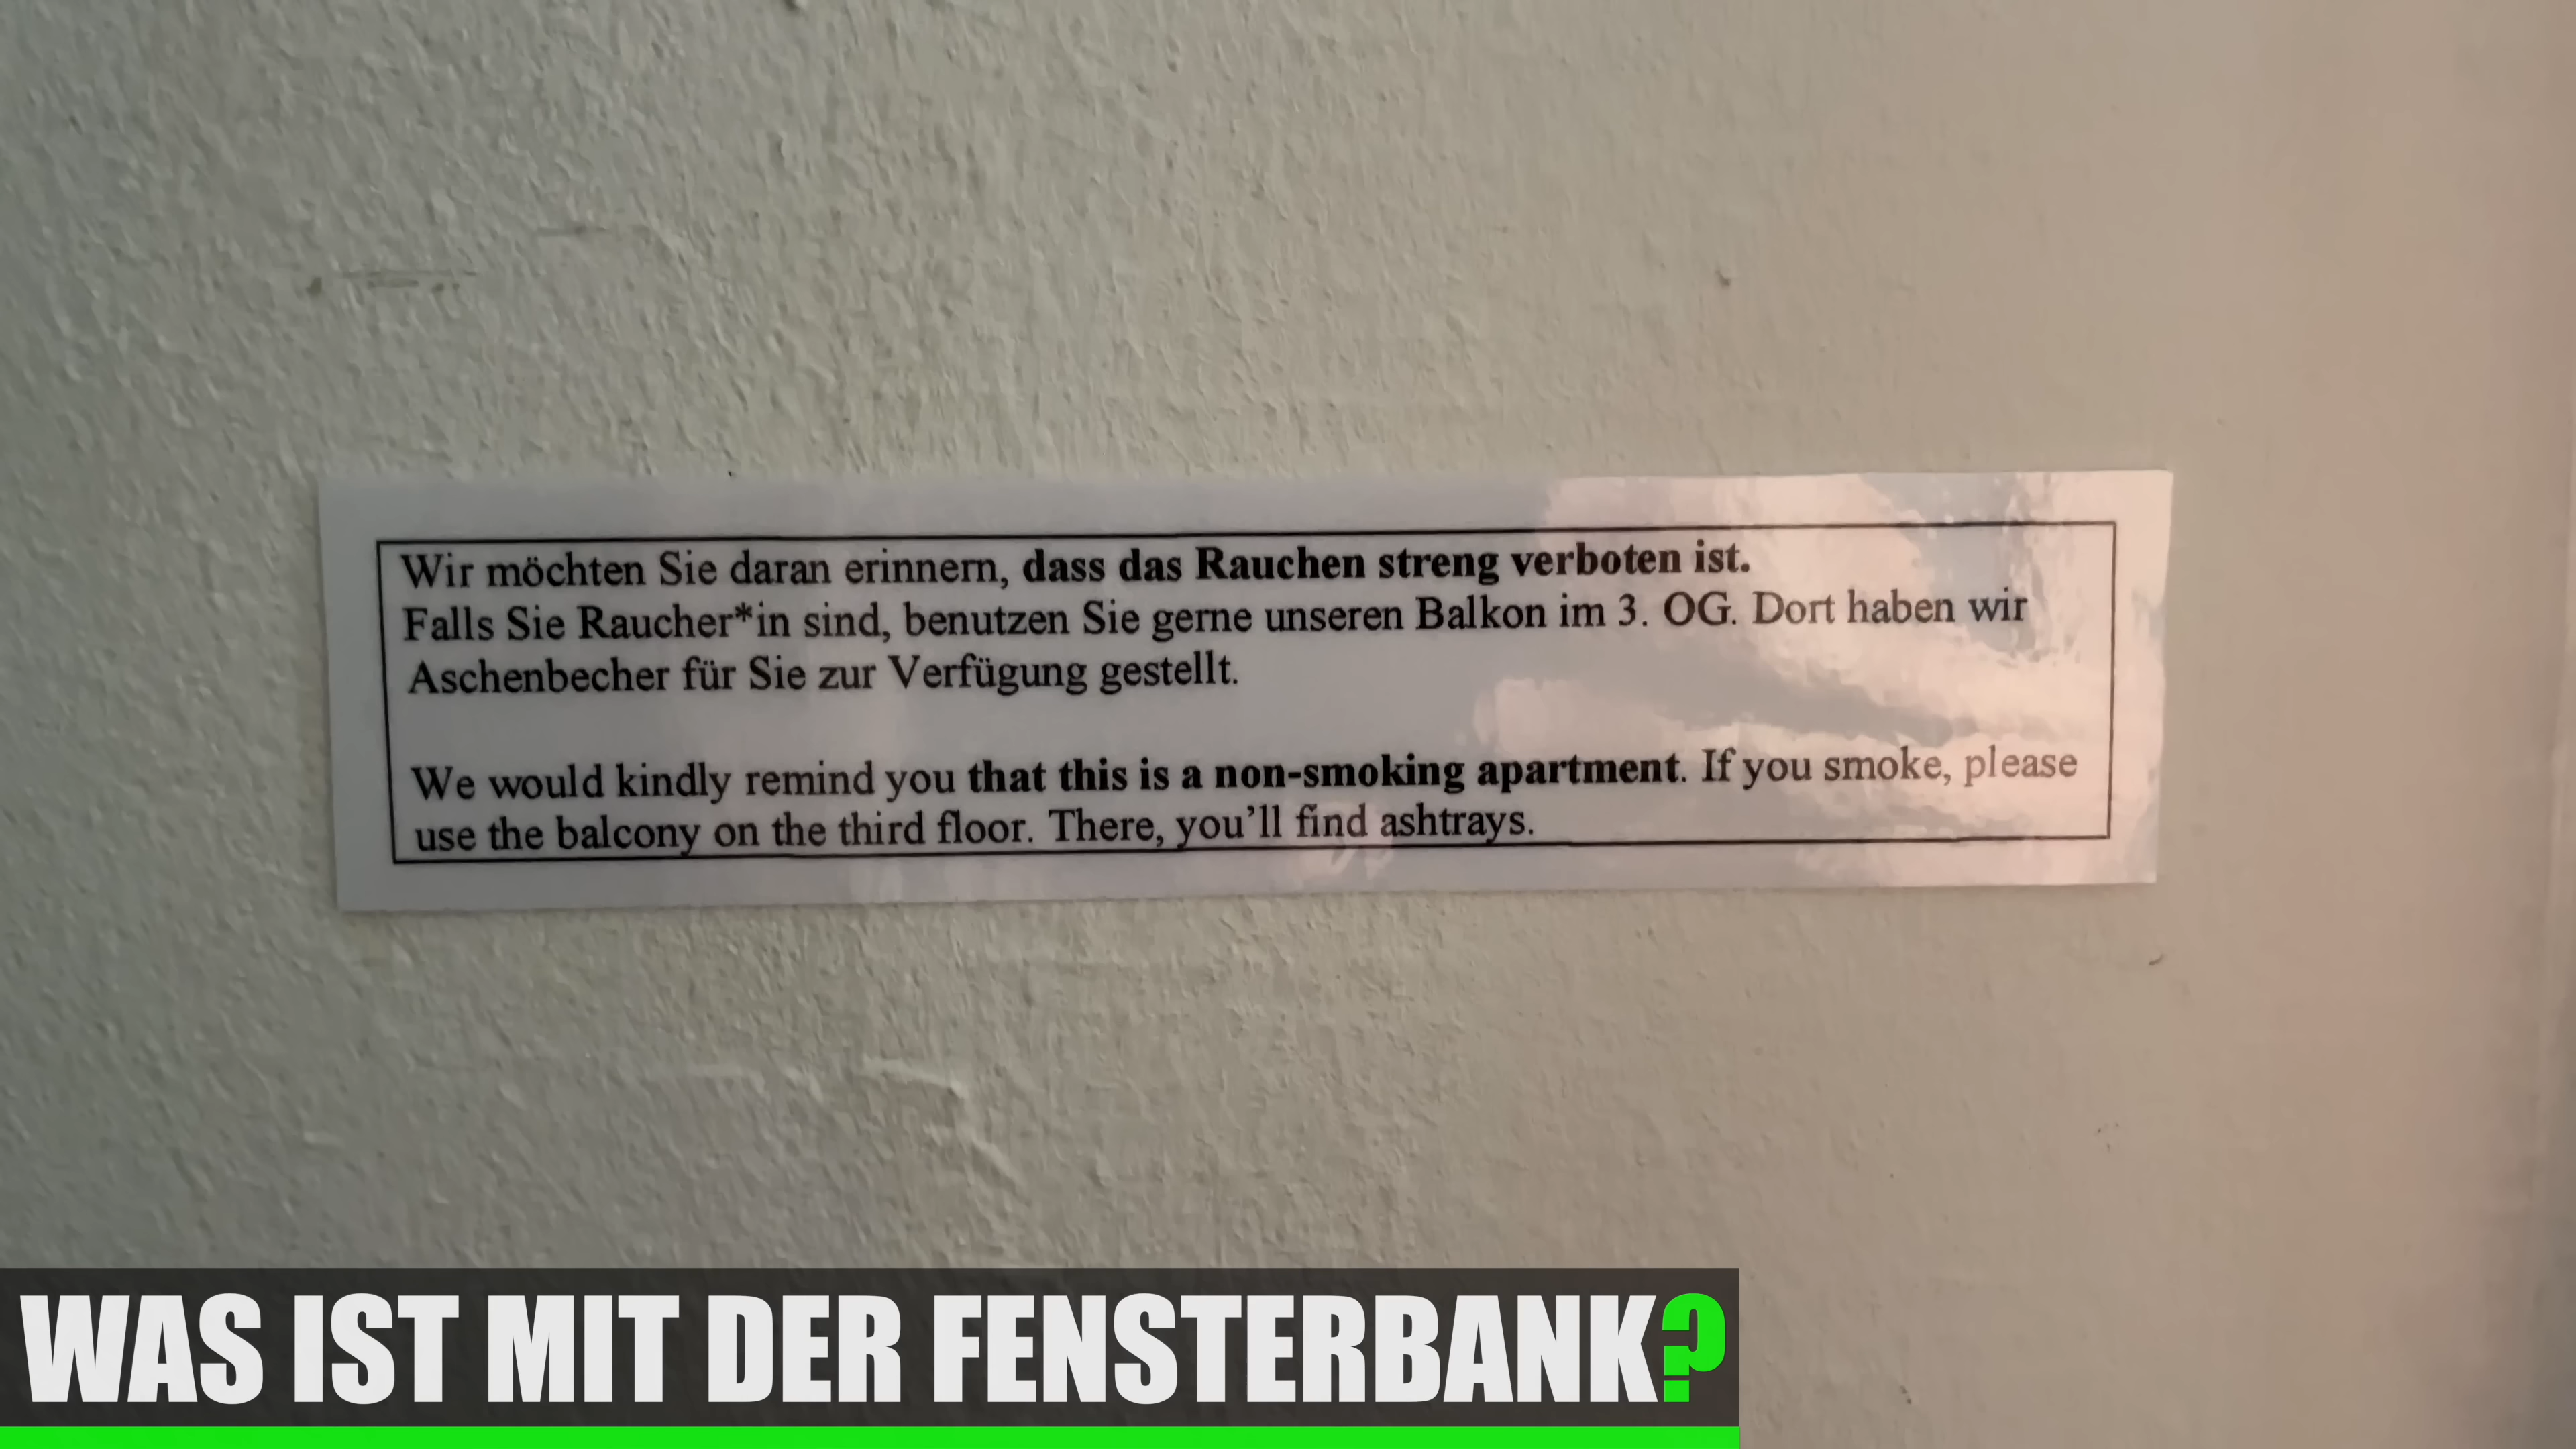 Wir möchten Sie daran erinnern, dass das Rauchen streng verboten ist.
Falls Sie Raucher*in sind, benutzen Sie gerne unseren Balkon im 3. OG. Dort haben wir
Aschenbecher für Sie zur Verfügung gestellt.
We would kindly remind you that this is a non-smoking apartment. If you smoke, please
use the balcony on the third floor. There, you'll find ashtrays.
WAS IST MIT DER FENSTERBANK?